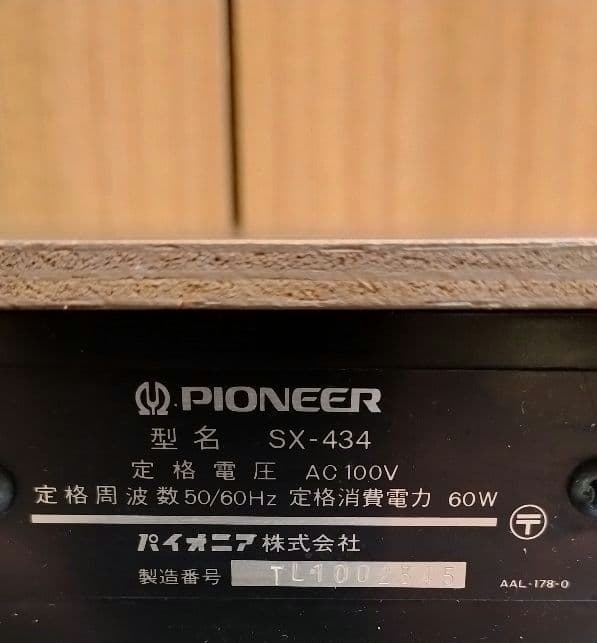 PIONEER
型名 SX-434
定格電圧 AC100V
定格周波数50/60Hz 定格消費電力 60W
〒
パイオニア株式会社
製造番号
AAL-178-0